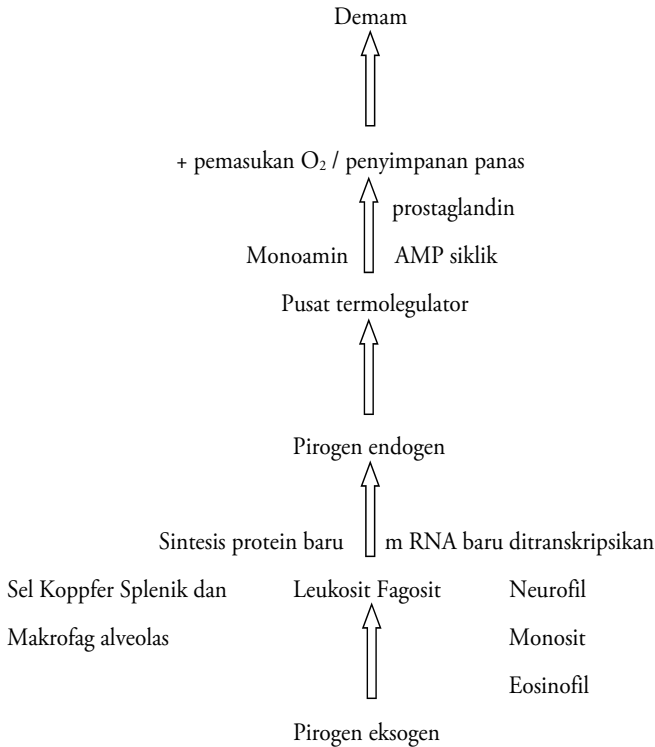 Demam
+ pemasukan O₂ / penyimpanan panas
prostaglandin
Monoamin AMP siklik
Pusat termolegulator
Pirogen endogen
Sintesis protein baru m RNA baru ditranskripsikan
Sel Koppfer Splenik dan Leukosit Fagosit Neurofil
Makrofag alveolas Monosit
Eosinofil
Pirogen eksogen